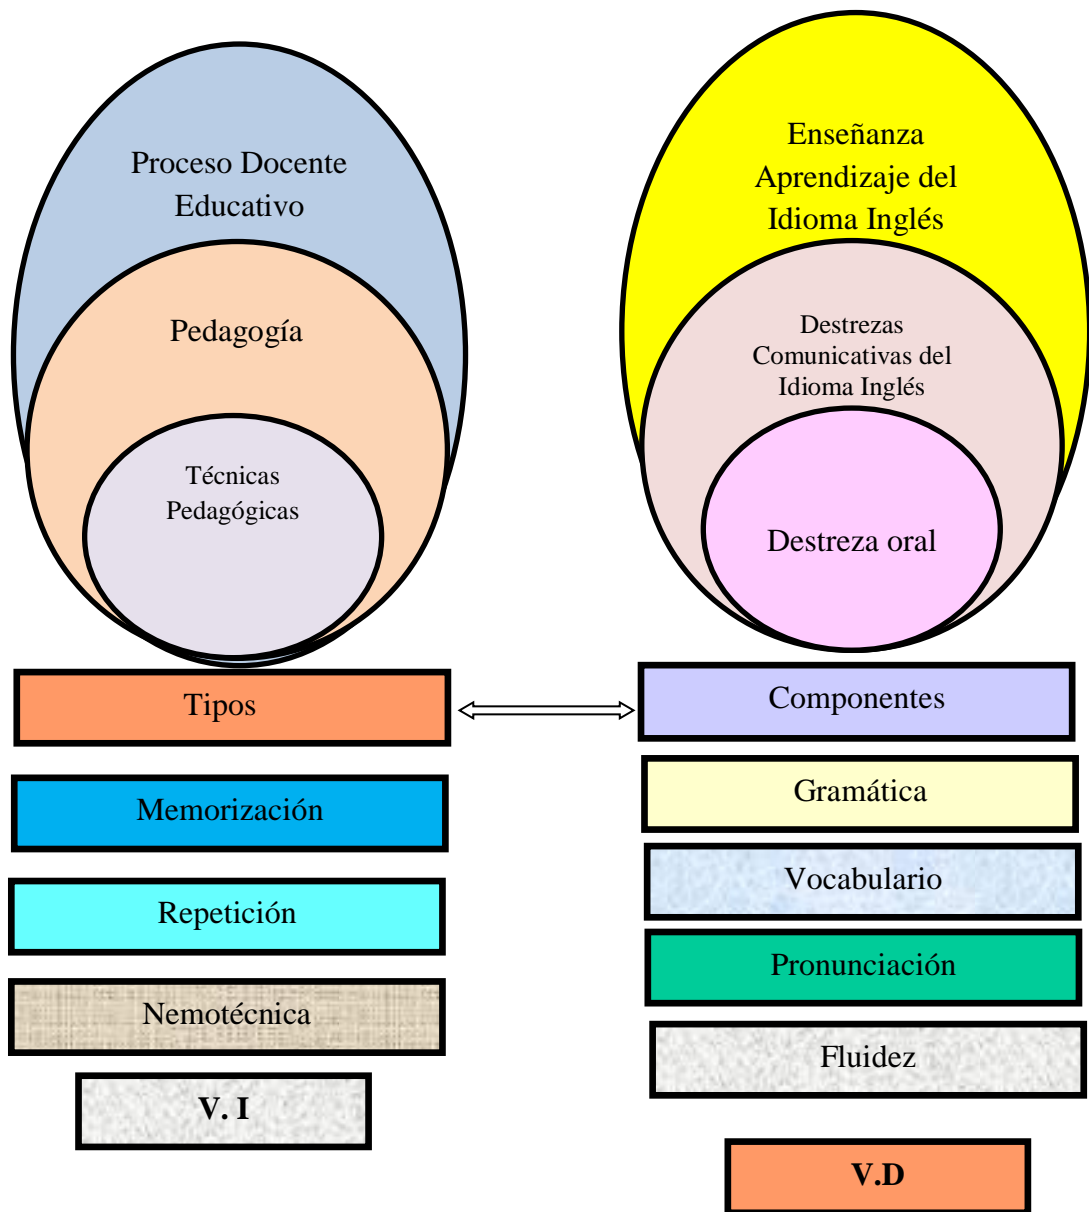 Proceso Docente
Educativo
Pedagogía
Técnicas
Pedagógicas
Tipos
Memorización
Repetición
Nemotécnica
V. I
Enseñanza
Aprendizaje del
Idioma Inglés
Destrezas
Comunicativas del
Idioma Inglés
Destreza oral
Componentes
Gramática
Vocabulario
Pronunciación
Fluidez
V.D